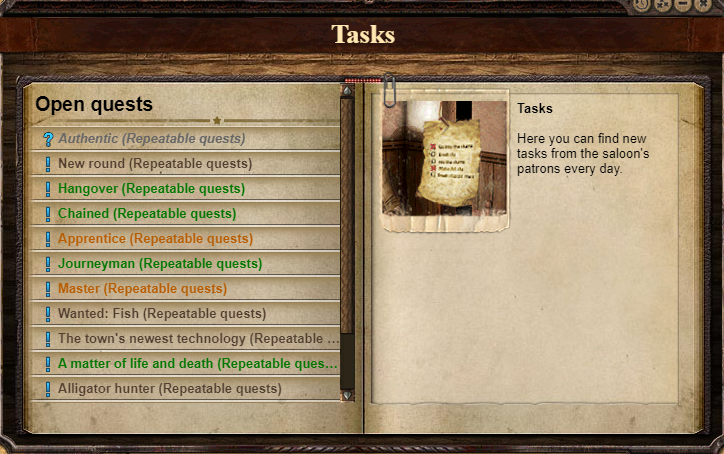 Tasks
Open quests
Authentic (Repeatable quests)
New round (Repeatable quests)
Hangover (Repeatable quests)
Chained (Repeatable quests)
Apprentice (Repeatable quests)
Journeyman (Repeatable quests)
Master (Repeatable quests)
Wanted: Fish (Repeatable quests)
The town's newest technology (Repeatable ...
A matter of life and death (Repeatable ques...
Alligator hunter (Repeatable quests)
Tasks
Here you can find new
tasks from the saloon's
patrons every day.